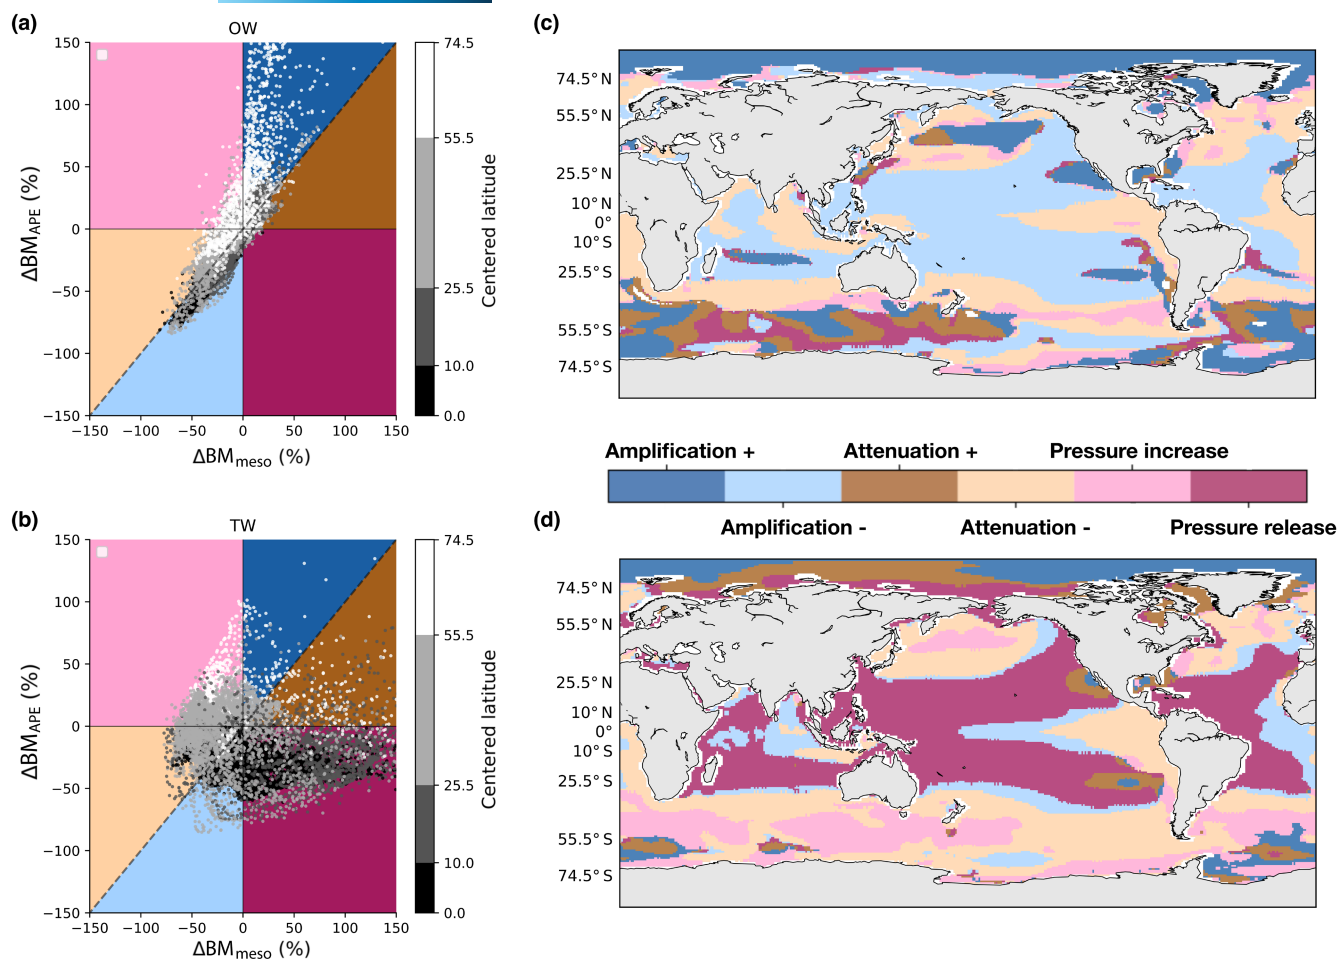 (a)
OW
150
100
50
0
−50
−100
−150
−150 −100 −50 0 50 100 150
ΔBM_APE (%)
ΔBM_meso (%)
74.5
55.5
25.5
10.0
0.0
Centered latitude
(c)
74.5° N
55.5° N
25.5° N
10° N
0°
10°S
25.5°S
55.5°S
74.5°S
Amplification + Attenuation + Pressure increase
Amplification - Attenuation - Pressure release
(b)
TW
150
100
50
0
−50
−100
−150
−150 −100 −50 0 50 100 150
ΔBM_APE (%)
ΔBM_meso (%)
74.5
55.5
25.5
10.0
0.0
Centered latitude
(d)
74.5° N
55.5° N
25.5° N
10° N
0°
10°S
25.5°S
55.5°S
74.5°S